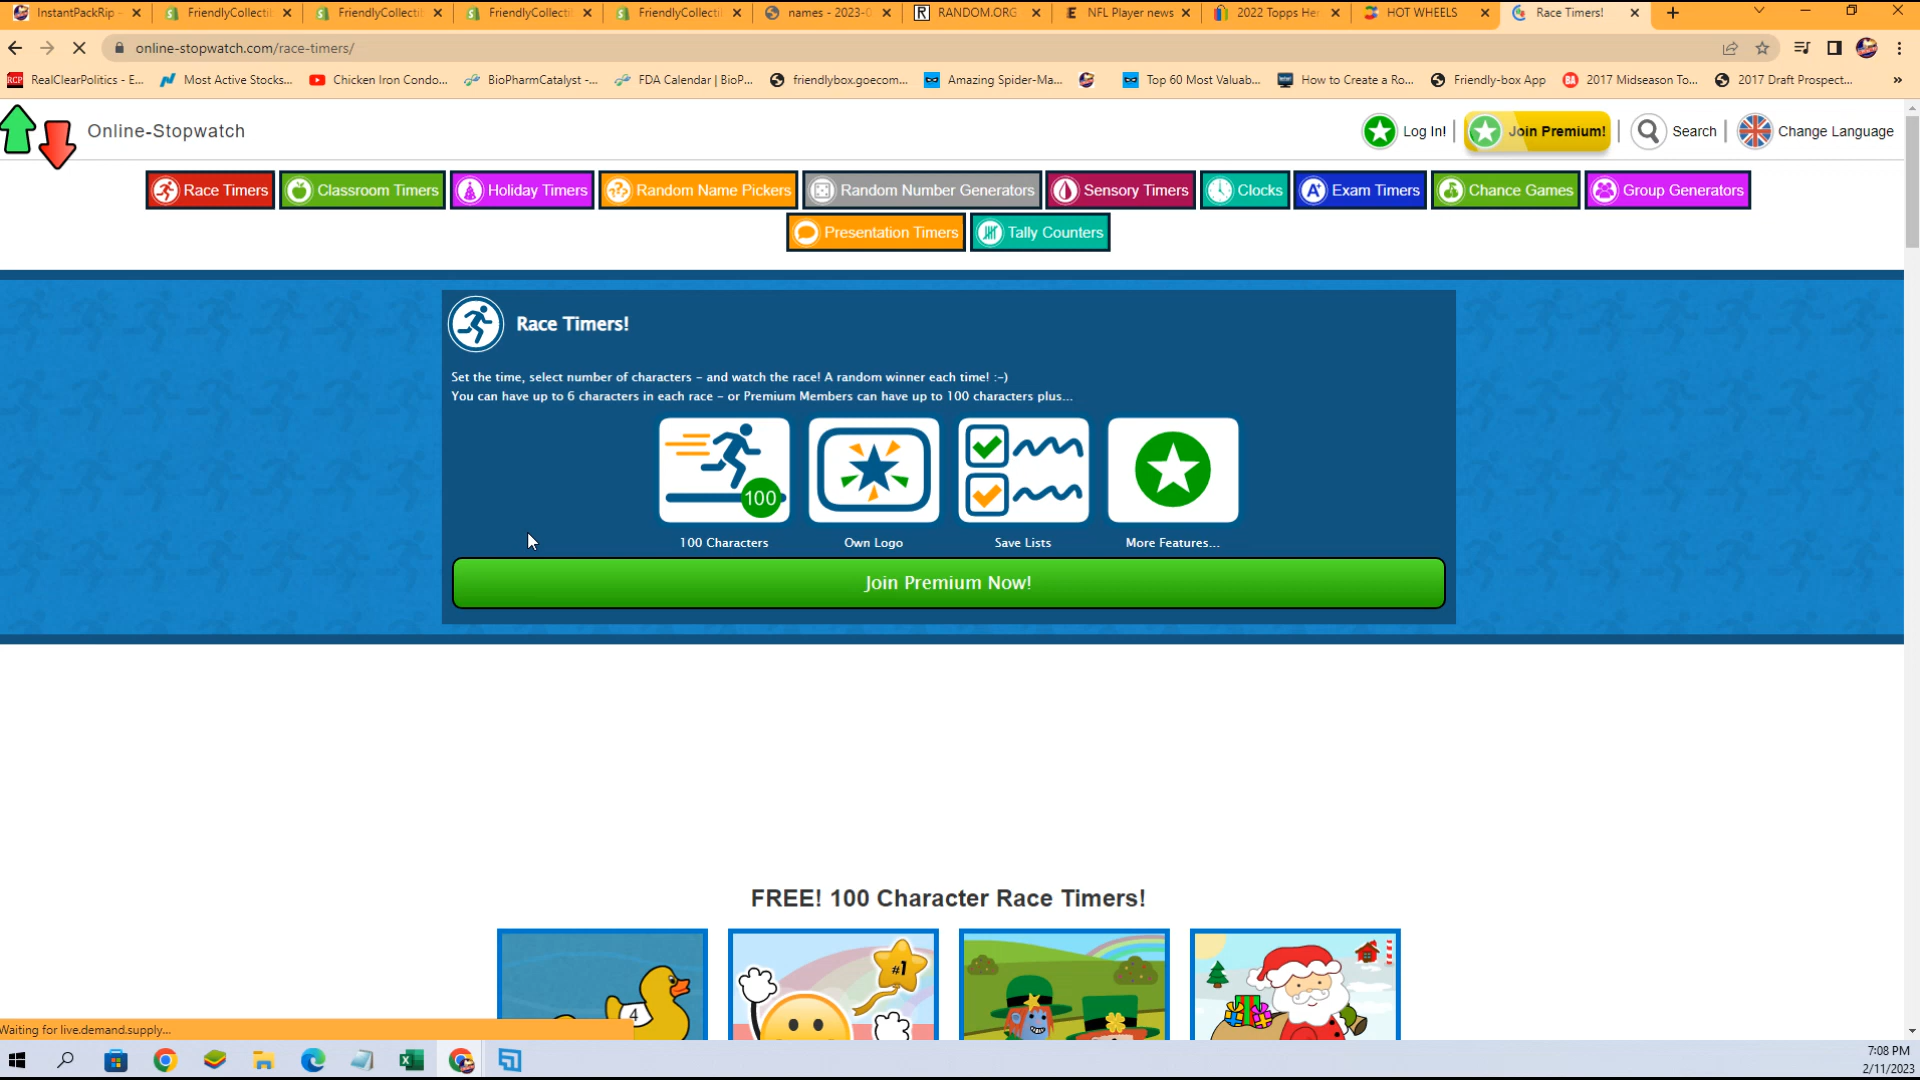 InstantPackRip -
FriendlyCollectib
FriendlyCollectib
FriendlyCollectib
FriendlyCollectib
names - 2023-0
RANDOM.ORG
NFL Player news
2022 Topps He
HOT WHEELS
Race Timers!
online-stopwatch.com/race-timers/
RealClearPolitics - E...
Most Active Stocks...
Chicken Iron Condo...
BioPharmCatalyst -...
FDA Calendar | BioP...
friendlybox.goecom...
Amazing Spider-Ma...
Top 60 Most Valuab...
How to Create a Ro...
Friendly-box App
2017 Midseason To...
2017 Draft Prospect...
»
Online-Stopwatch
Log In!
Join Premium!
Search
Change Language
Race Timers
Classroom Timers
Holiday Timers
Random Name Pickers
Random Number Generators
Sensory Timers
Clocks
Exam Timers
Chance Games
Group Generators
Presentation Timers
Tally Counters
Race Timers!
Set the time, select number of characters - and watch the race! A random winner each time! :-)
You can have up to 6 characters in each race - or Premium Members can have up to 100 characters plus...
100
100 Characters
Own Logo
Save Lists
More Features...
Join Premium Now!
FREE! 100 Character Race Timers!
4
#1
Waiting for live.demand.supply...
7:08 PM
2/11/2023